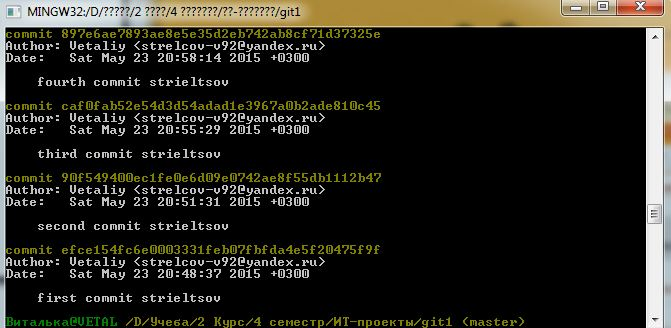 MINGW32:/D/?????/2 ????/4 ???????/??-???????/git1
commit 897e6ae7893ae8e5e35d2eb742ab8cf71d37325e
Author: Vetaliy <strelcov-v92@yandex.ru>
Date:   Sat May 23 20:58:14 2015 +0300
fourth commit strieltsov
commit caf0fab52e54d3d54adad1e3967a0b2ade810c45
Author: Vetaliy <strelcov-v92@yandex.ru>
Date:   Sat May 23 20:55:29 2015 +0300
third commit strieltsov
commit 90f549400ec1fe0e6d09e0742ae8f55db1112b47
Author: Vetaliy <strelcov-v92@yandex.ru>
Date:   Sat May 23 20:51:31 2015 +0300
second commit strieltsov
commit efce154fc6e0003331feb07fbfda4e5f20475f9f
Author: Vetaliy <strelcov-v92@yandex.ru>
Date:   Sat May 23 20:48:37 2015 +0300
first commit strieltsov
Виталька@VETAL /D/Учеба/2 Курс/4 семестр/ИТ-проекты/git1 (master)